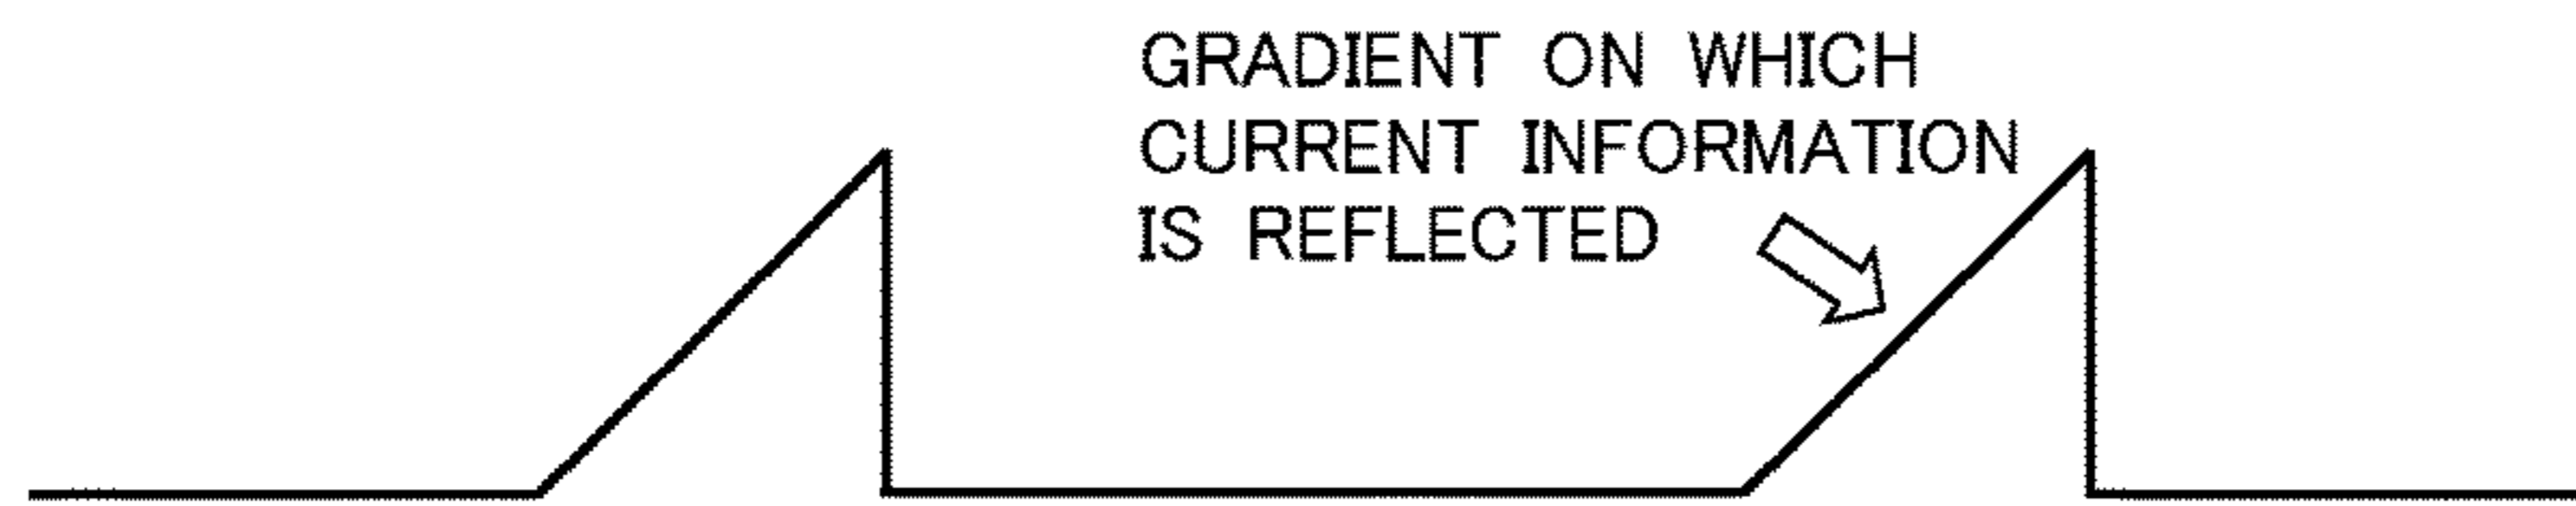 GRADIENT ON WHICH
CURRENT INFORMATION
IS REFLECTED